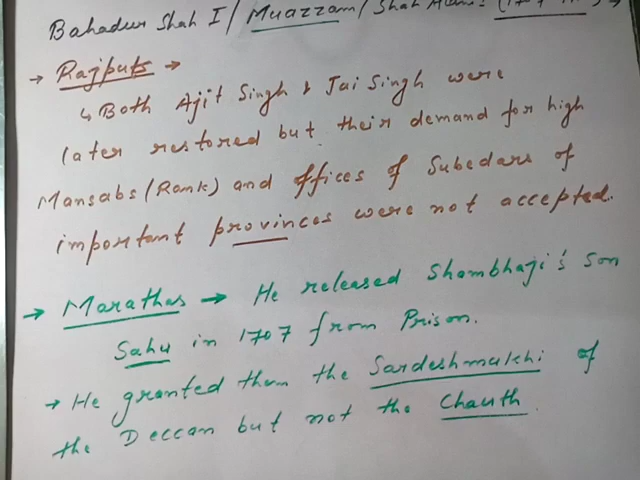 Bahadur Shah I / Muazzam / Shah
→ Rajputs →
↳ Both Ajit Singh & Jai Singh were
later restored but their demand for high
Mansabs (Rank) and offices of Subedars of
important provinces were not accepted.
→ Marathas → He released Shambhaji's son
Sahu in 1707 from Prison.
→ He granted them the Sardeshmukhi of
the Deccan but not the Chauth.